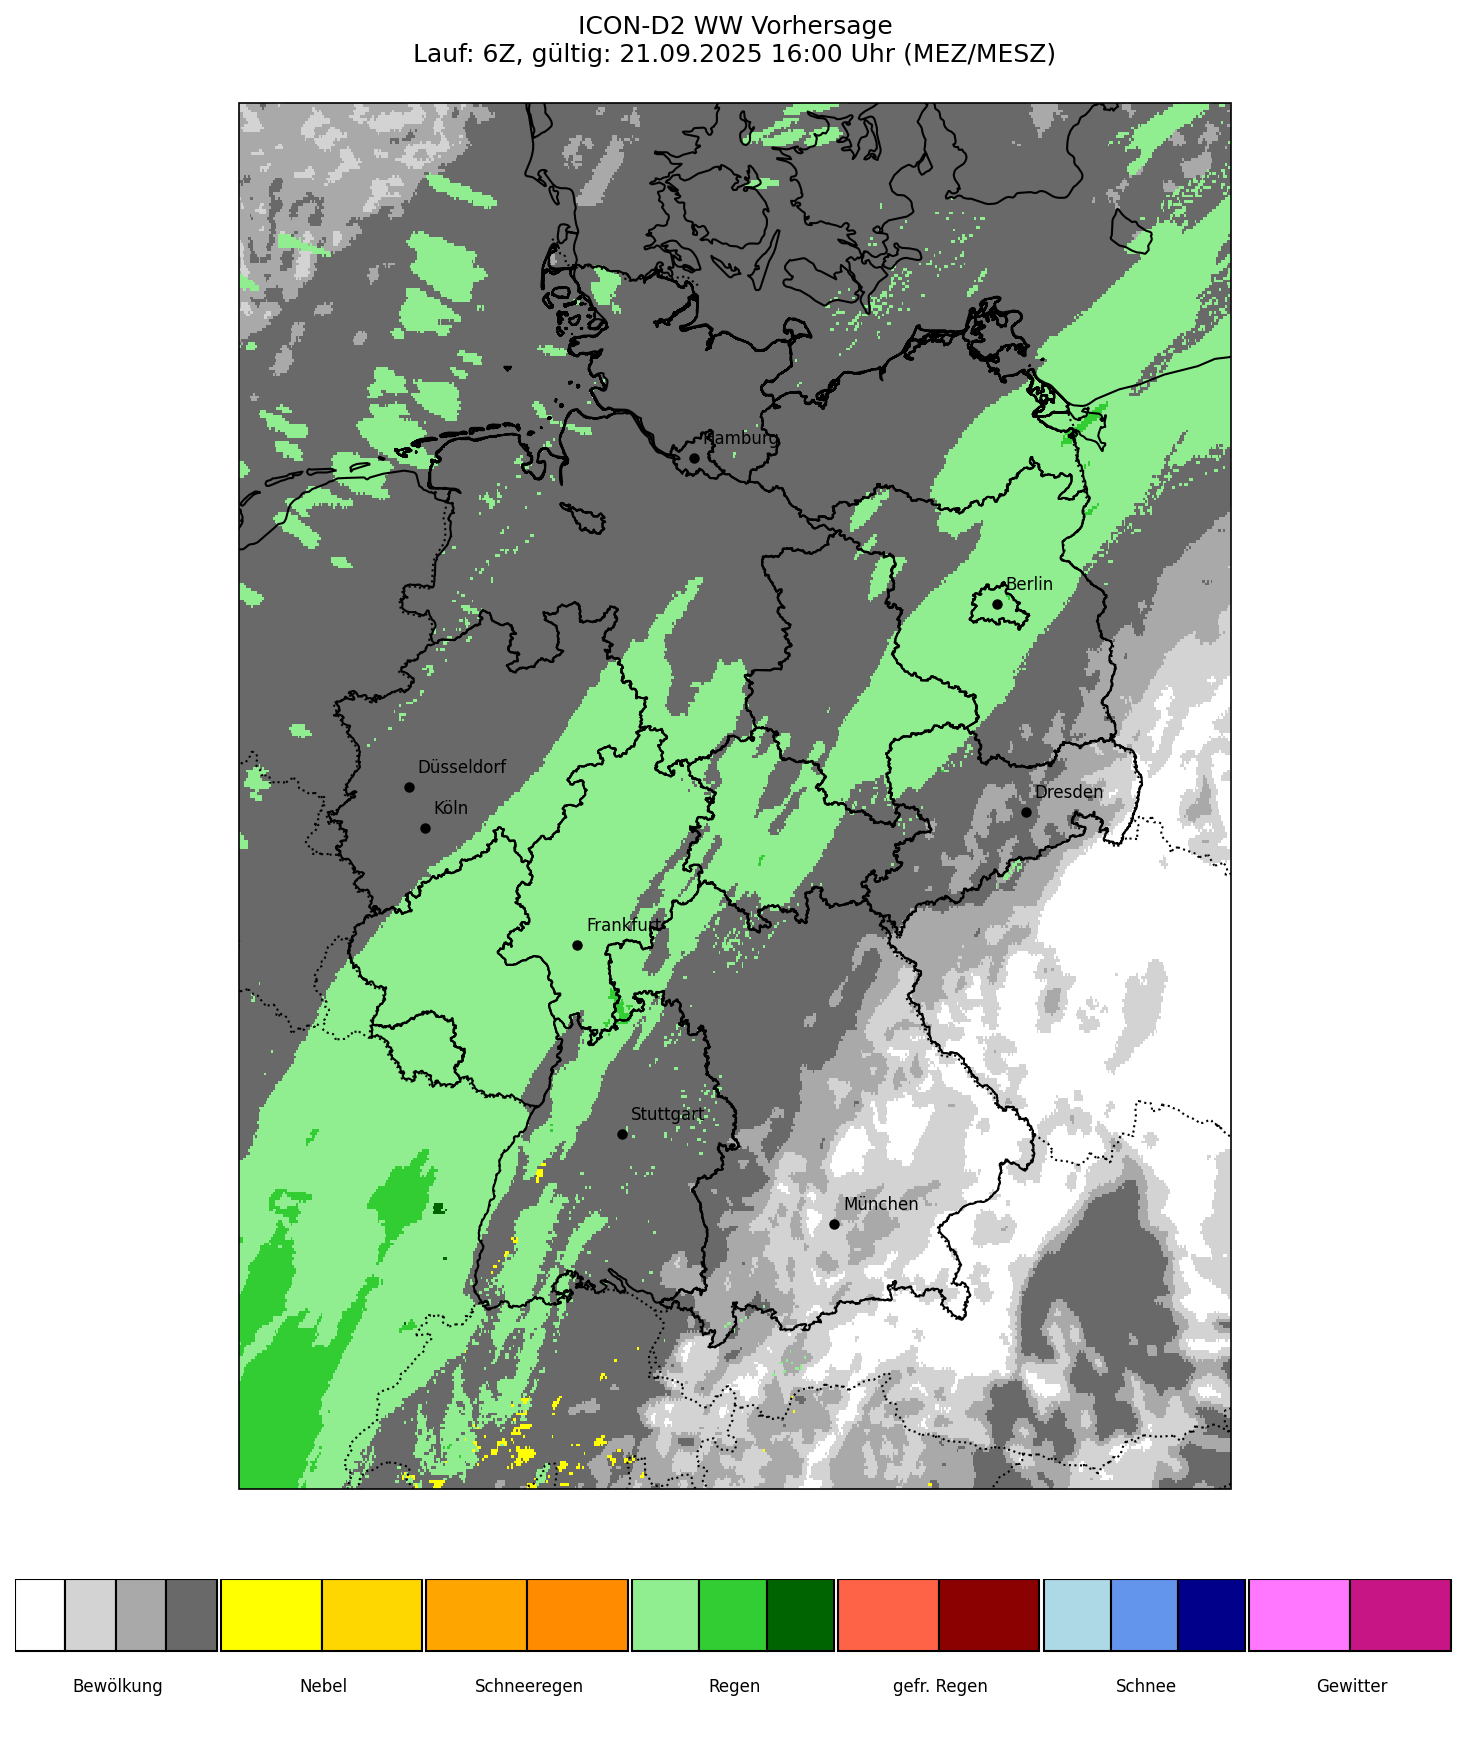 ICON-D2 WW Vorhersage
Lauf: 6Z, gültig: 21.09.2025 16:00 Uhr (MEZ/MESZ)
Hamburg
Berlin
Düsseldorf
Köln
Dresden
Frankfurt
Stuttgart
München
Bewölkung
Nebel
Schneeregen
Regen
gefr. Regen
Schnee
Gewitter